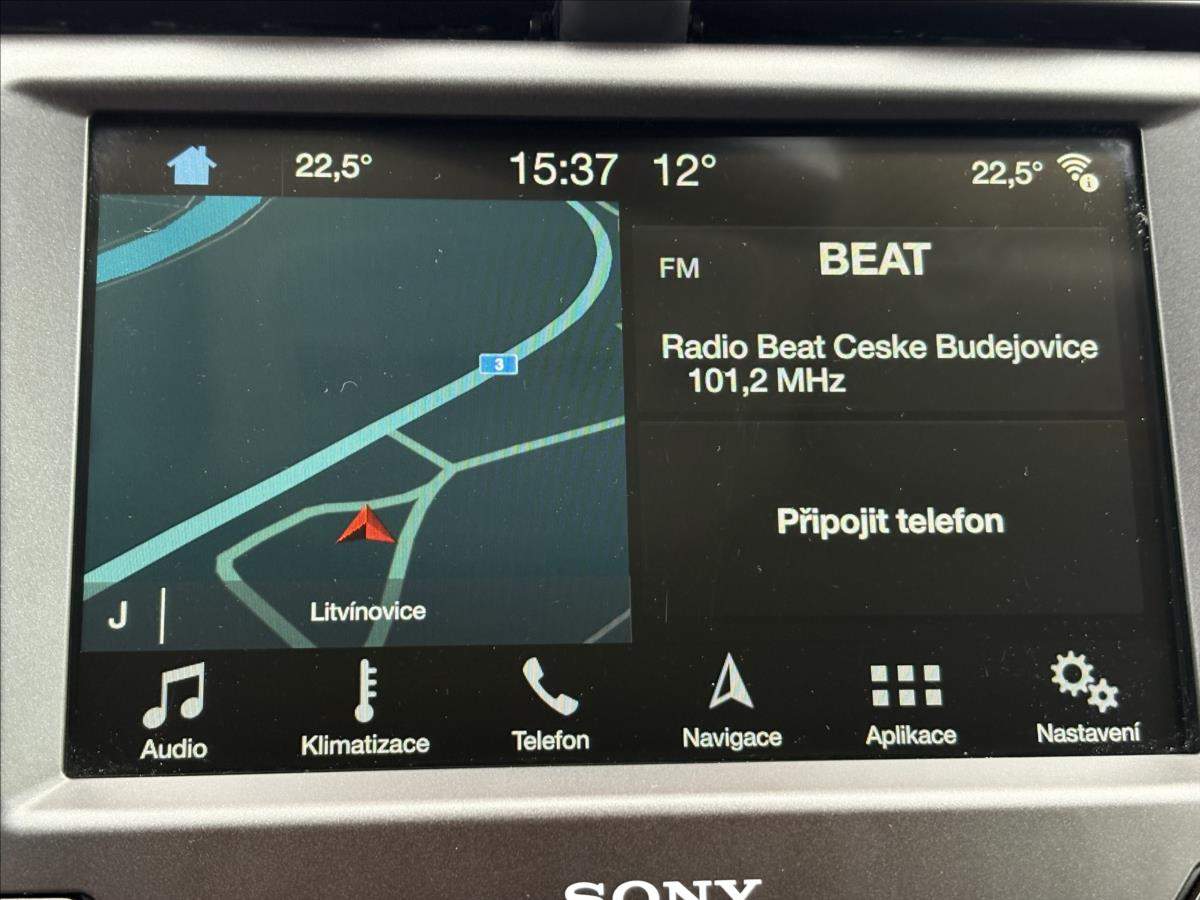 22,5° 15:37 12° 22,5°
3
J
Litvínovice
FM BEAT
Radio Beat Ceske Budejovice
101,2 MHz
Připojit telefon
Audio Klimatizace Telefon Navigace Aplikace Nastavení
SONY